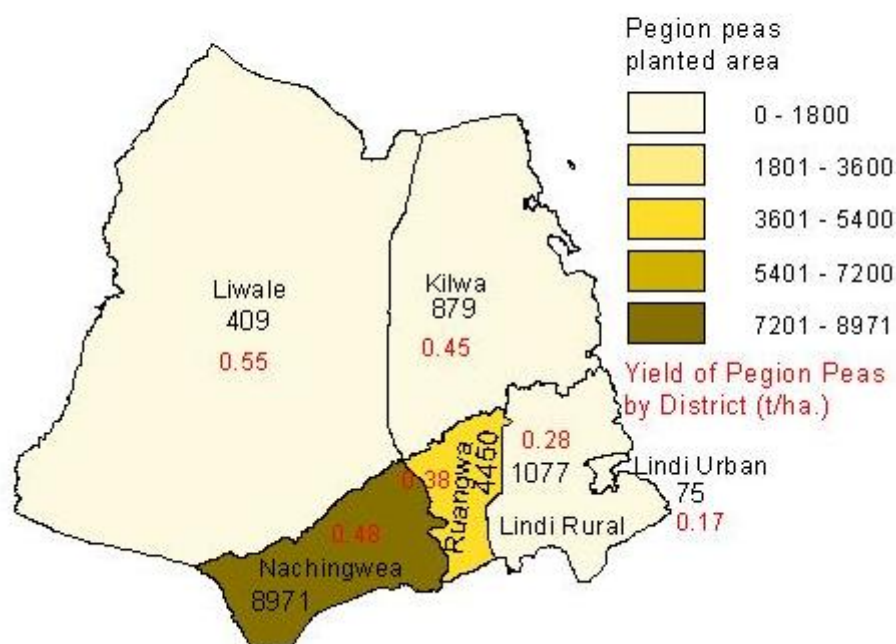 Pegion peas
planted area
0 - 1800
1801 - 3600
3601 - 5400
5401 - 7200
7201 - 8971
Yield of Pegion Peas
by District (t/ha.)
Liwale
409
0.55
Kilwa
879
0.45
0.28
1077
Lindi Rural
Lindi Urban
75
0.17
0.38
Ruangwa
4450
0.48
Nachingwea
8971